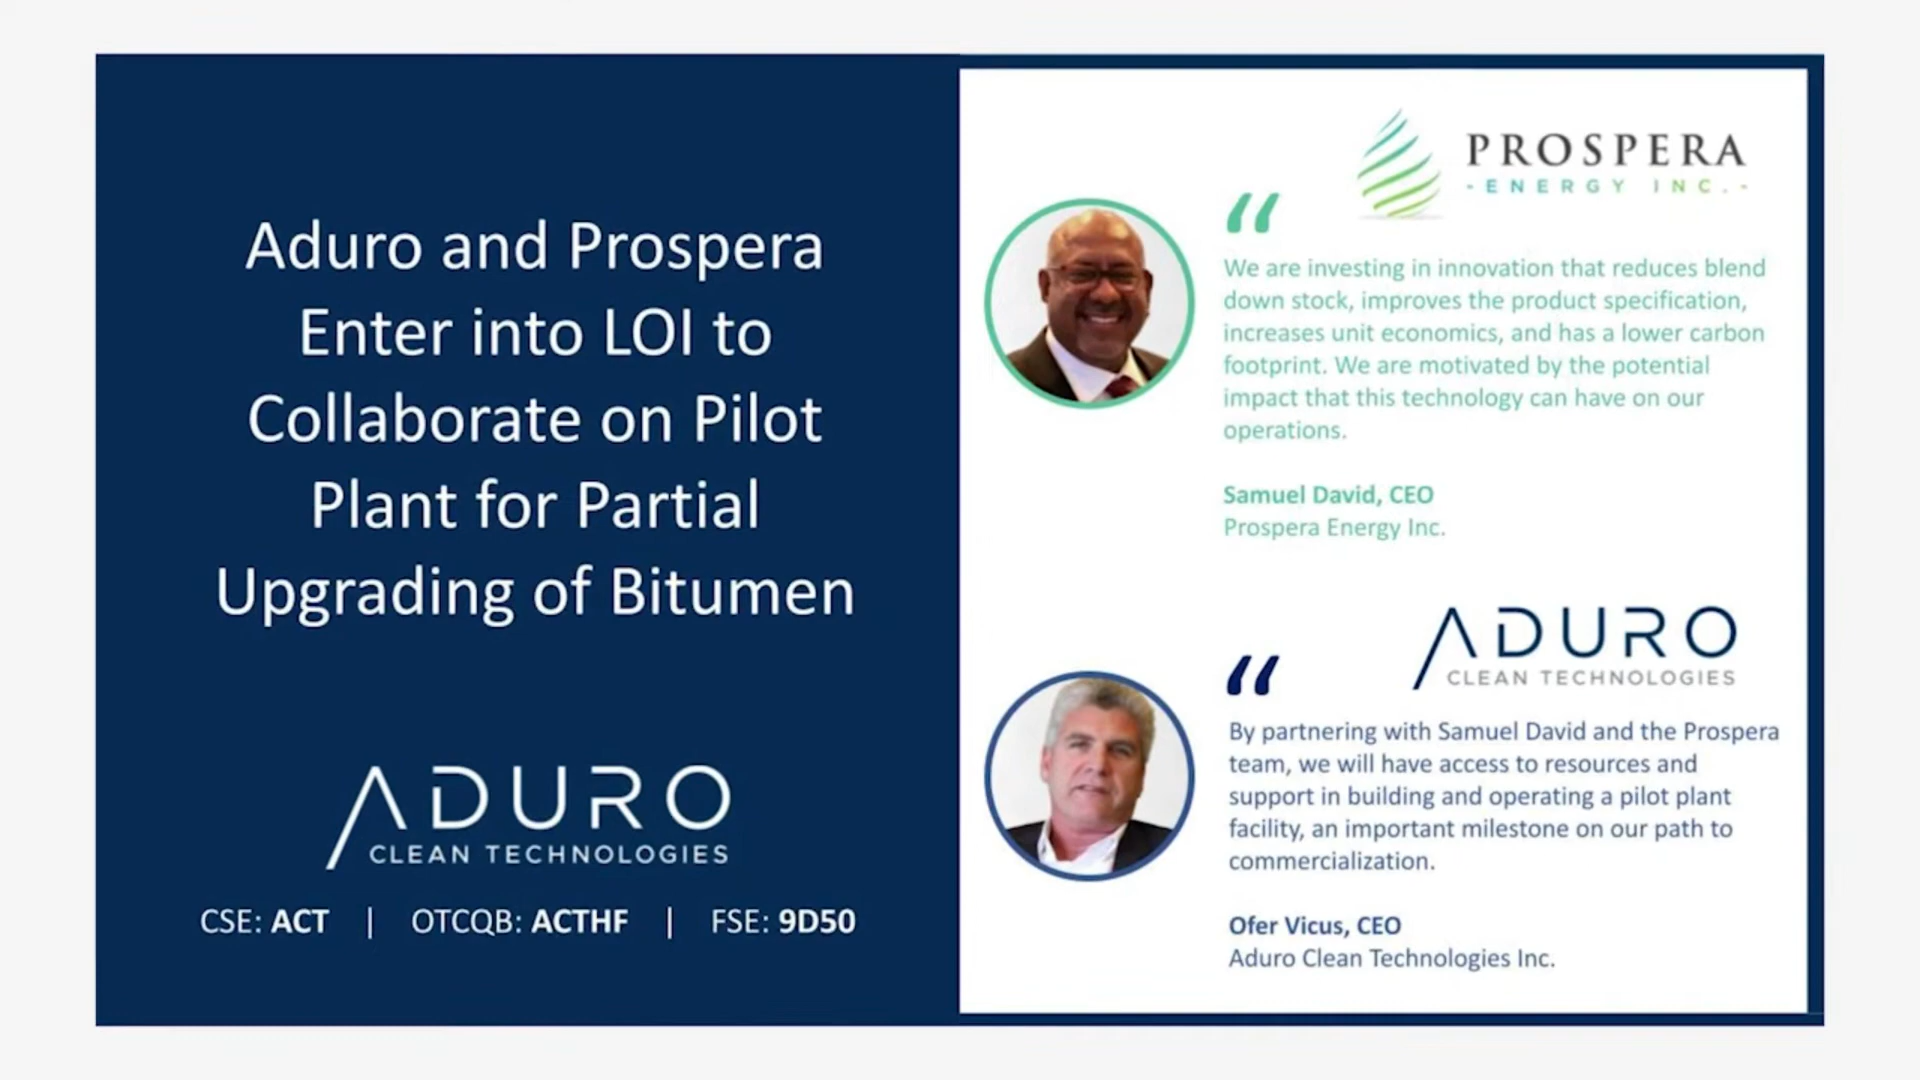 Aduro and Prospera
Enter into LOI to
Collaborate on Pilot
Plant for Partial
Upgrading of Bitumen
ADURO
CLEAN TECHNOLOGIES
CSE: ACT | OTCQB: ACTHF | FSE: 9D50
PROSPERA
-ENERGY INC.-
“
We are investing in innovation that reduces blend
down stock, improves the product specification,
increases unit economics, and has a lower carbon
footprint. We are motivated by the potential
impact that this technology can have on our
operations.
Samuel David, CEO
Prospera Energy Inc.
ADURO
CLEAN TECHNOLOGIES
“
By partnering with Samuel David and the Prospera
team, we will have access to resources and
support in building and operating a pilot plant
facility, an important milestone on our path to
commercialization.
Ofer Vicus, CEO
Aduro Clean Technologies Inc.